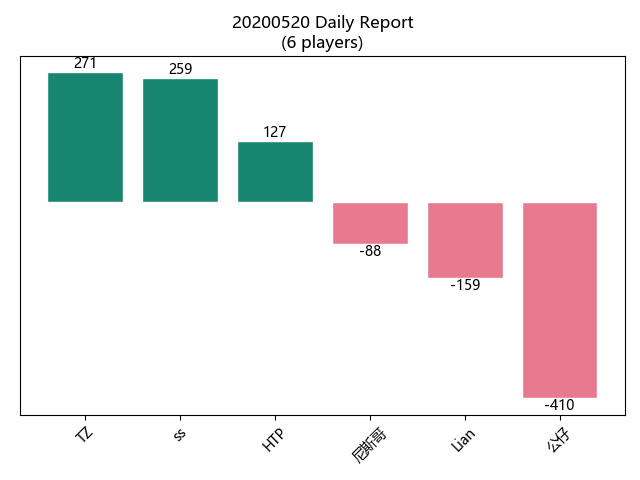 20200520 Daily Report
(6 players)
271
259
127
-88
-159
-410
TZ
ss
HTP
尼斯哥
Lian
公仔